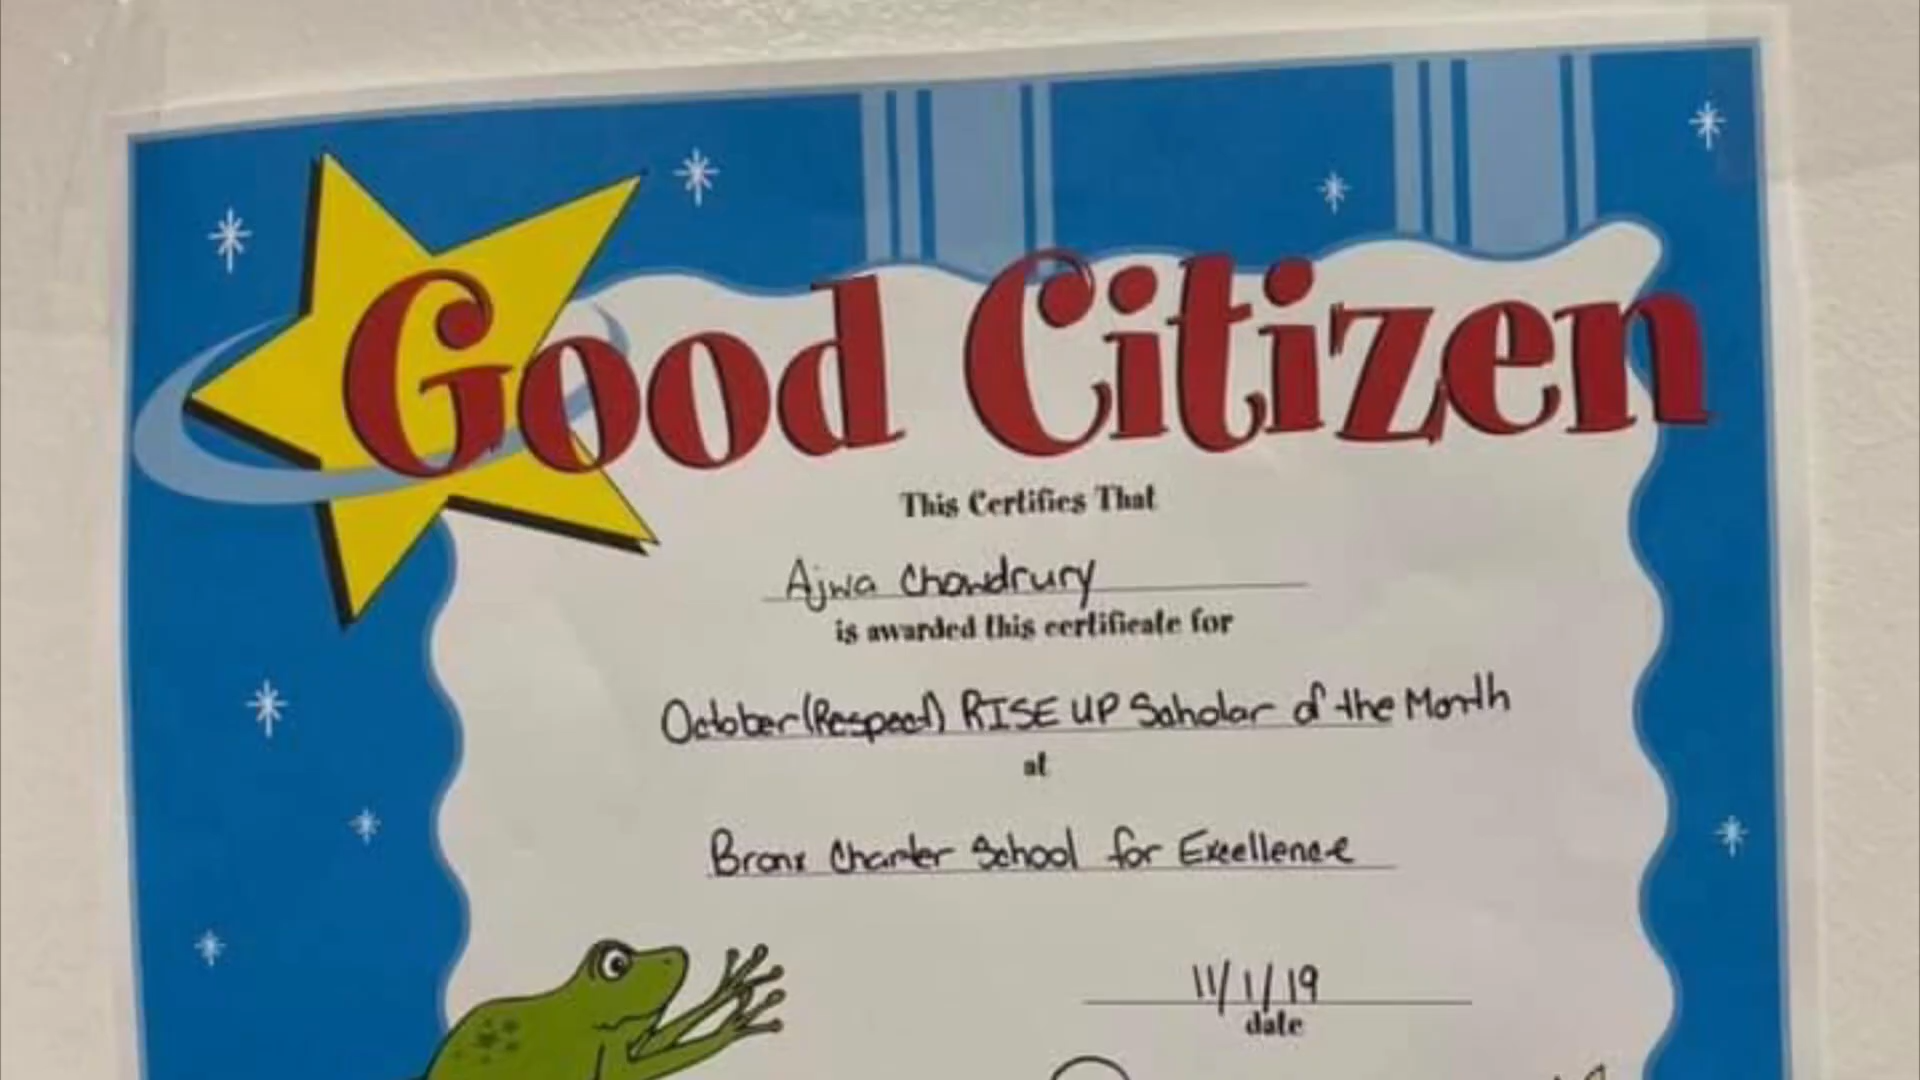 Good Citizen
This Certifies That
Ajwa Chowdrury
is awarded this certificate for
October (Respect) RISE UP Scholar of the Month
at
Bronx Charter School for Excellence
11/1/19
date